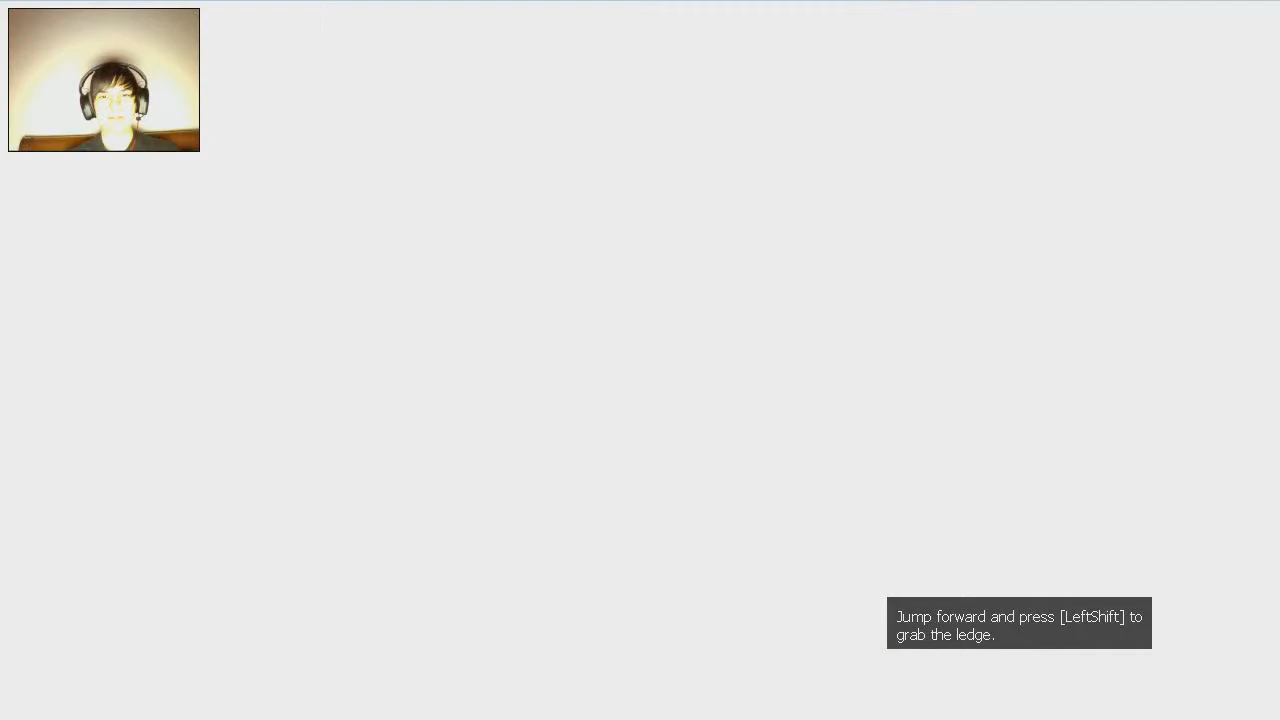 Jump forward and press [LeftShift] to
grab the ledge.